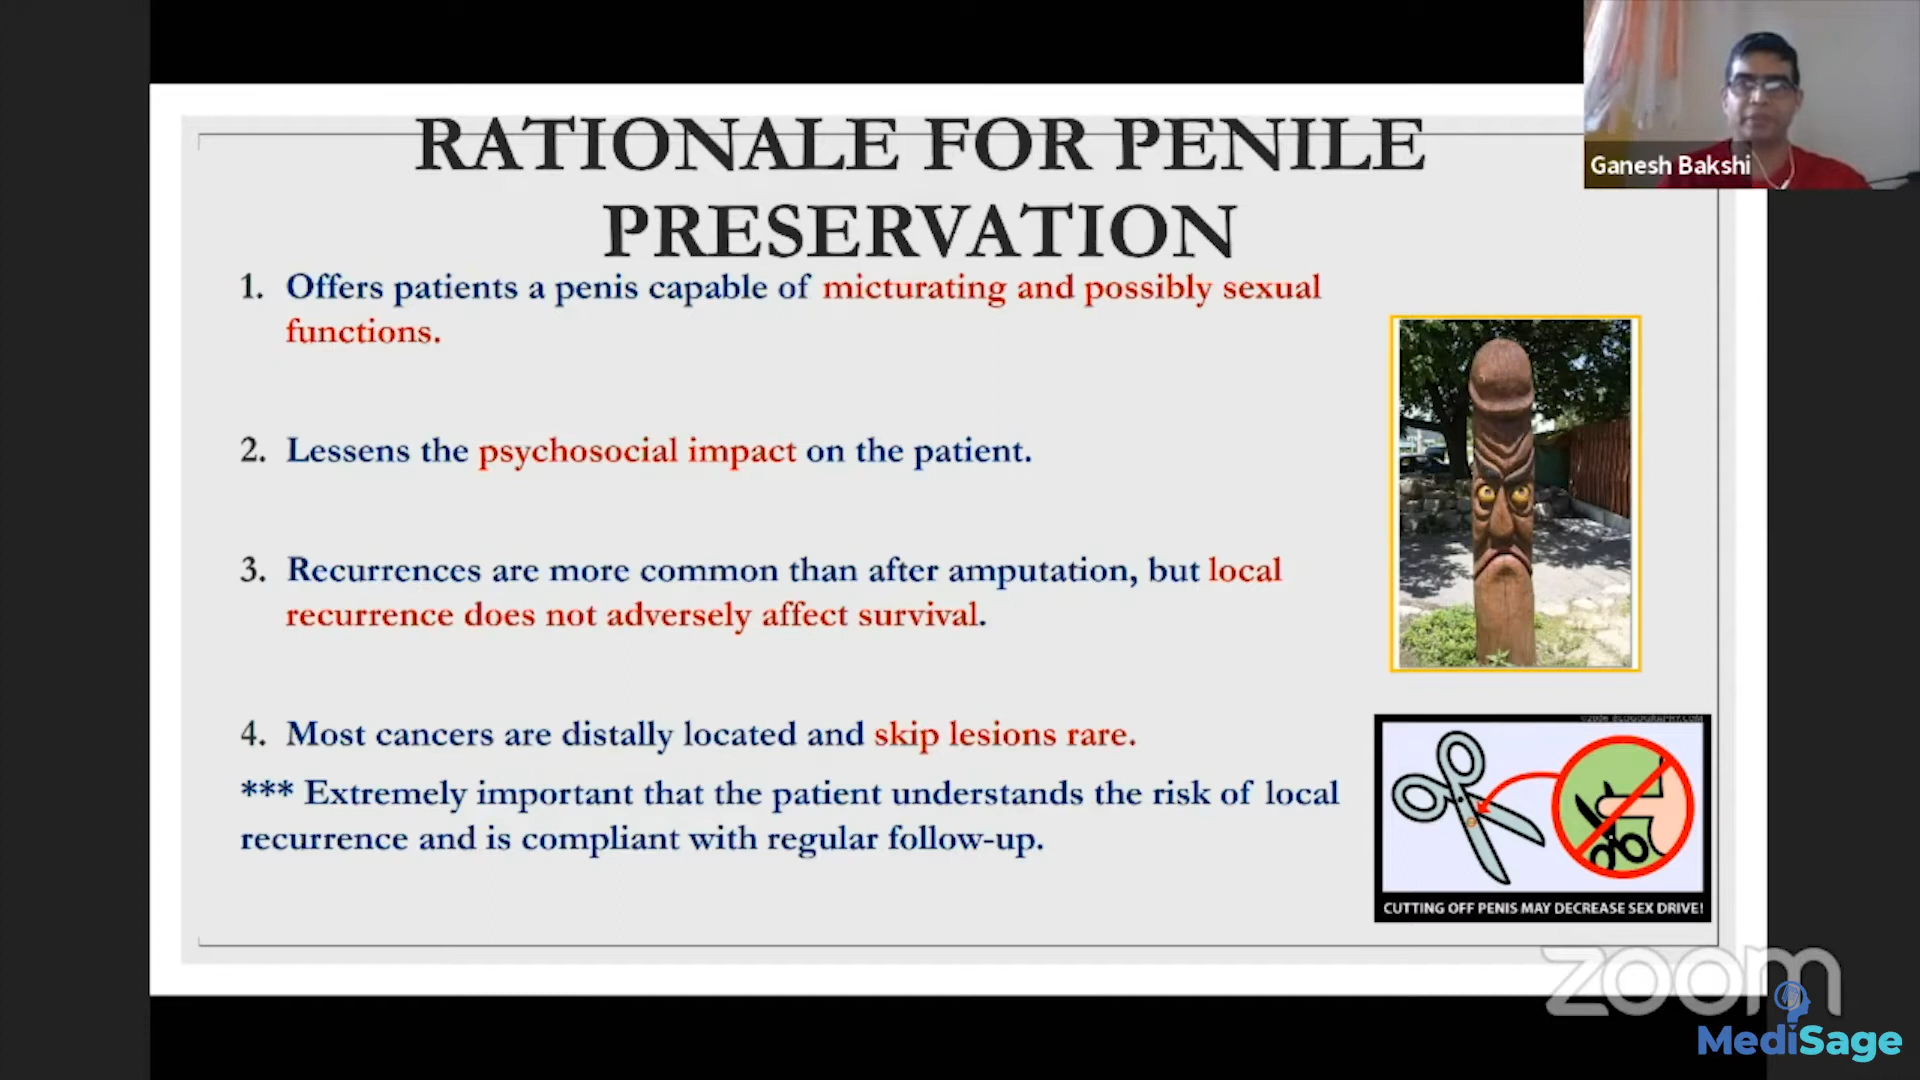 RATIONALE FOR PENILE
PRESERVATION
Ganesh Bakshi
1. Offers patients a penis capable of micturating and possibly sexual
functions.
2. Lessens the psychosocial impact on the patient.
3. Recurrences are more common than after amputation, but local
recurrence does not adversely affect survival.
4. Most cancers are distally located and skip lesions rare.
*** Extremely important that the patient understands the risk of local
recurrence and is compliant with regular follow-up.
CUTTING OFF PENIS MAY DECREASE SEX DRIVE!
zoom
MediSage